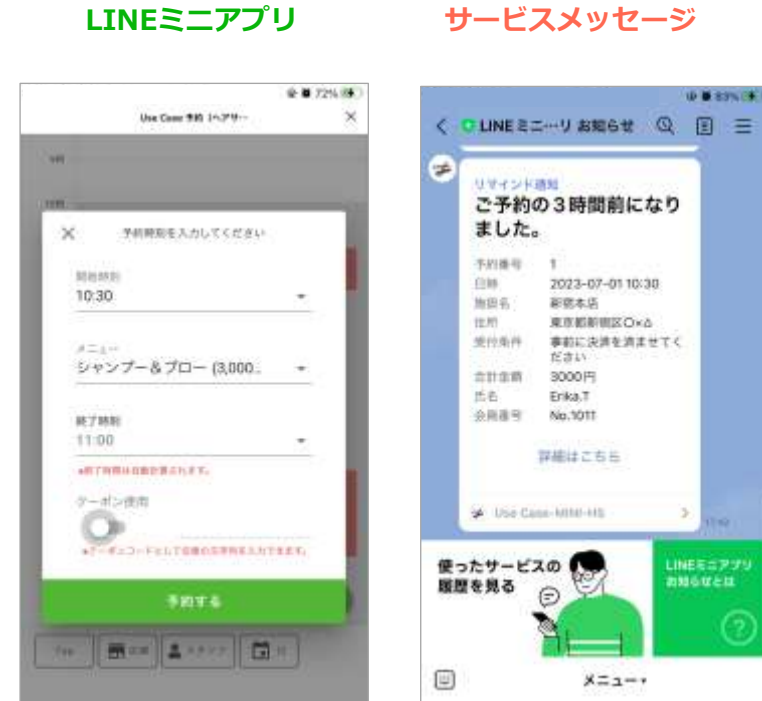 LINEミニアプリ
サービスメッセージ
72%
Use Case 予約 (ヘアサ…
予約時刻を入力してください
開始時刻
10:30
メニュー
シャンプー＆ブロー (3,000..
終了時刻
11:00
*終了時間は自動計算されます。
クーポン使用
予約する
83%
LINE ミニ…リ お知らせ
リマインド通知
ご予約の3時間前になり
ました。
予約番号 1
日時 2023-07-01 10:30
施設名 新宿本店
住所 東京都新宿区○×△
受付条件 事前に決済を済ませてく
ださい
合計金額 3000円
氏名 Erika.T
会員番号 No.1011
詳細はこちら
Use Case-MINI-HS
使ったサービスの
履歴を見る
LINEミニアプリ
お知らせとは
メニュー